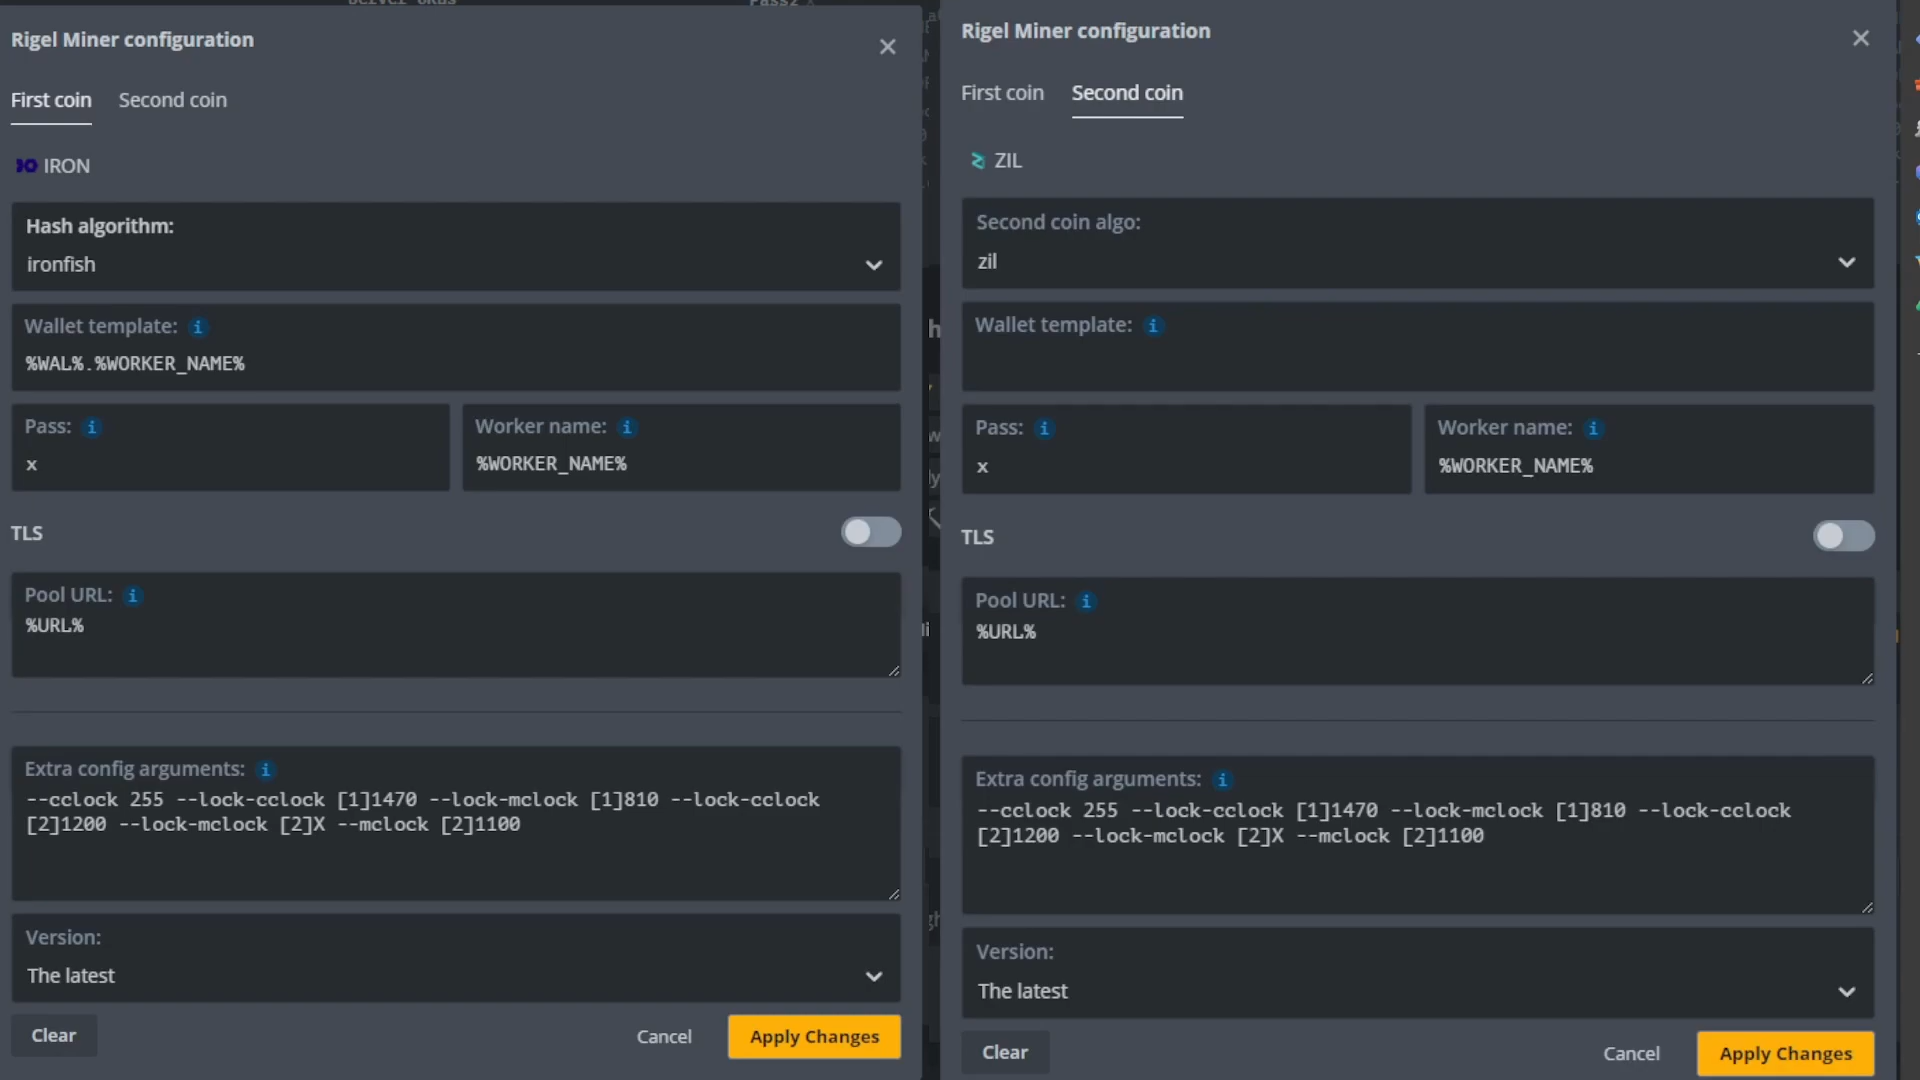 Pass2
Rigel Miner configuration
First coin
Second coin
IRON
Hash algorithm:
ironfish
Wallet template:
%WAL%.%WORKER_NAME%
Pass:
x
Worker name:
%WORKER_NAME%
TLS
Pool URL:
%URL%
Extra config arguments:
--cclock 255 --lock-cclock [1]1470 --lock-mclock [1]810 --lock-cclock
[2]1200 --lock-mclock [2]X --mclock [2]1100
Version:
The latest
Clear
Cancel
Apply Changes
Rigel Miner configuration
First coin
Second coin
ZIL
Second coin algo:
zil
Wallet template:
Pass:
x
Worker name:
%WORKER_NAME%
TLS
Pool URL:
%URL%
Extra config arguments:
--cclock 255 --lock-cclock [1]1470 --lock-mclock [1]810 --lock-cclock
[2]1200 --lock-mclock [2]X --mclock [2]1100
Version:
The latest
Clear
Cancel
Apply Changes